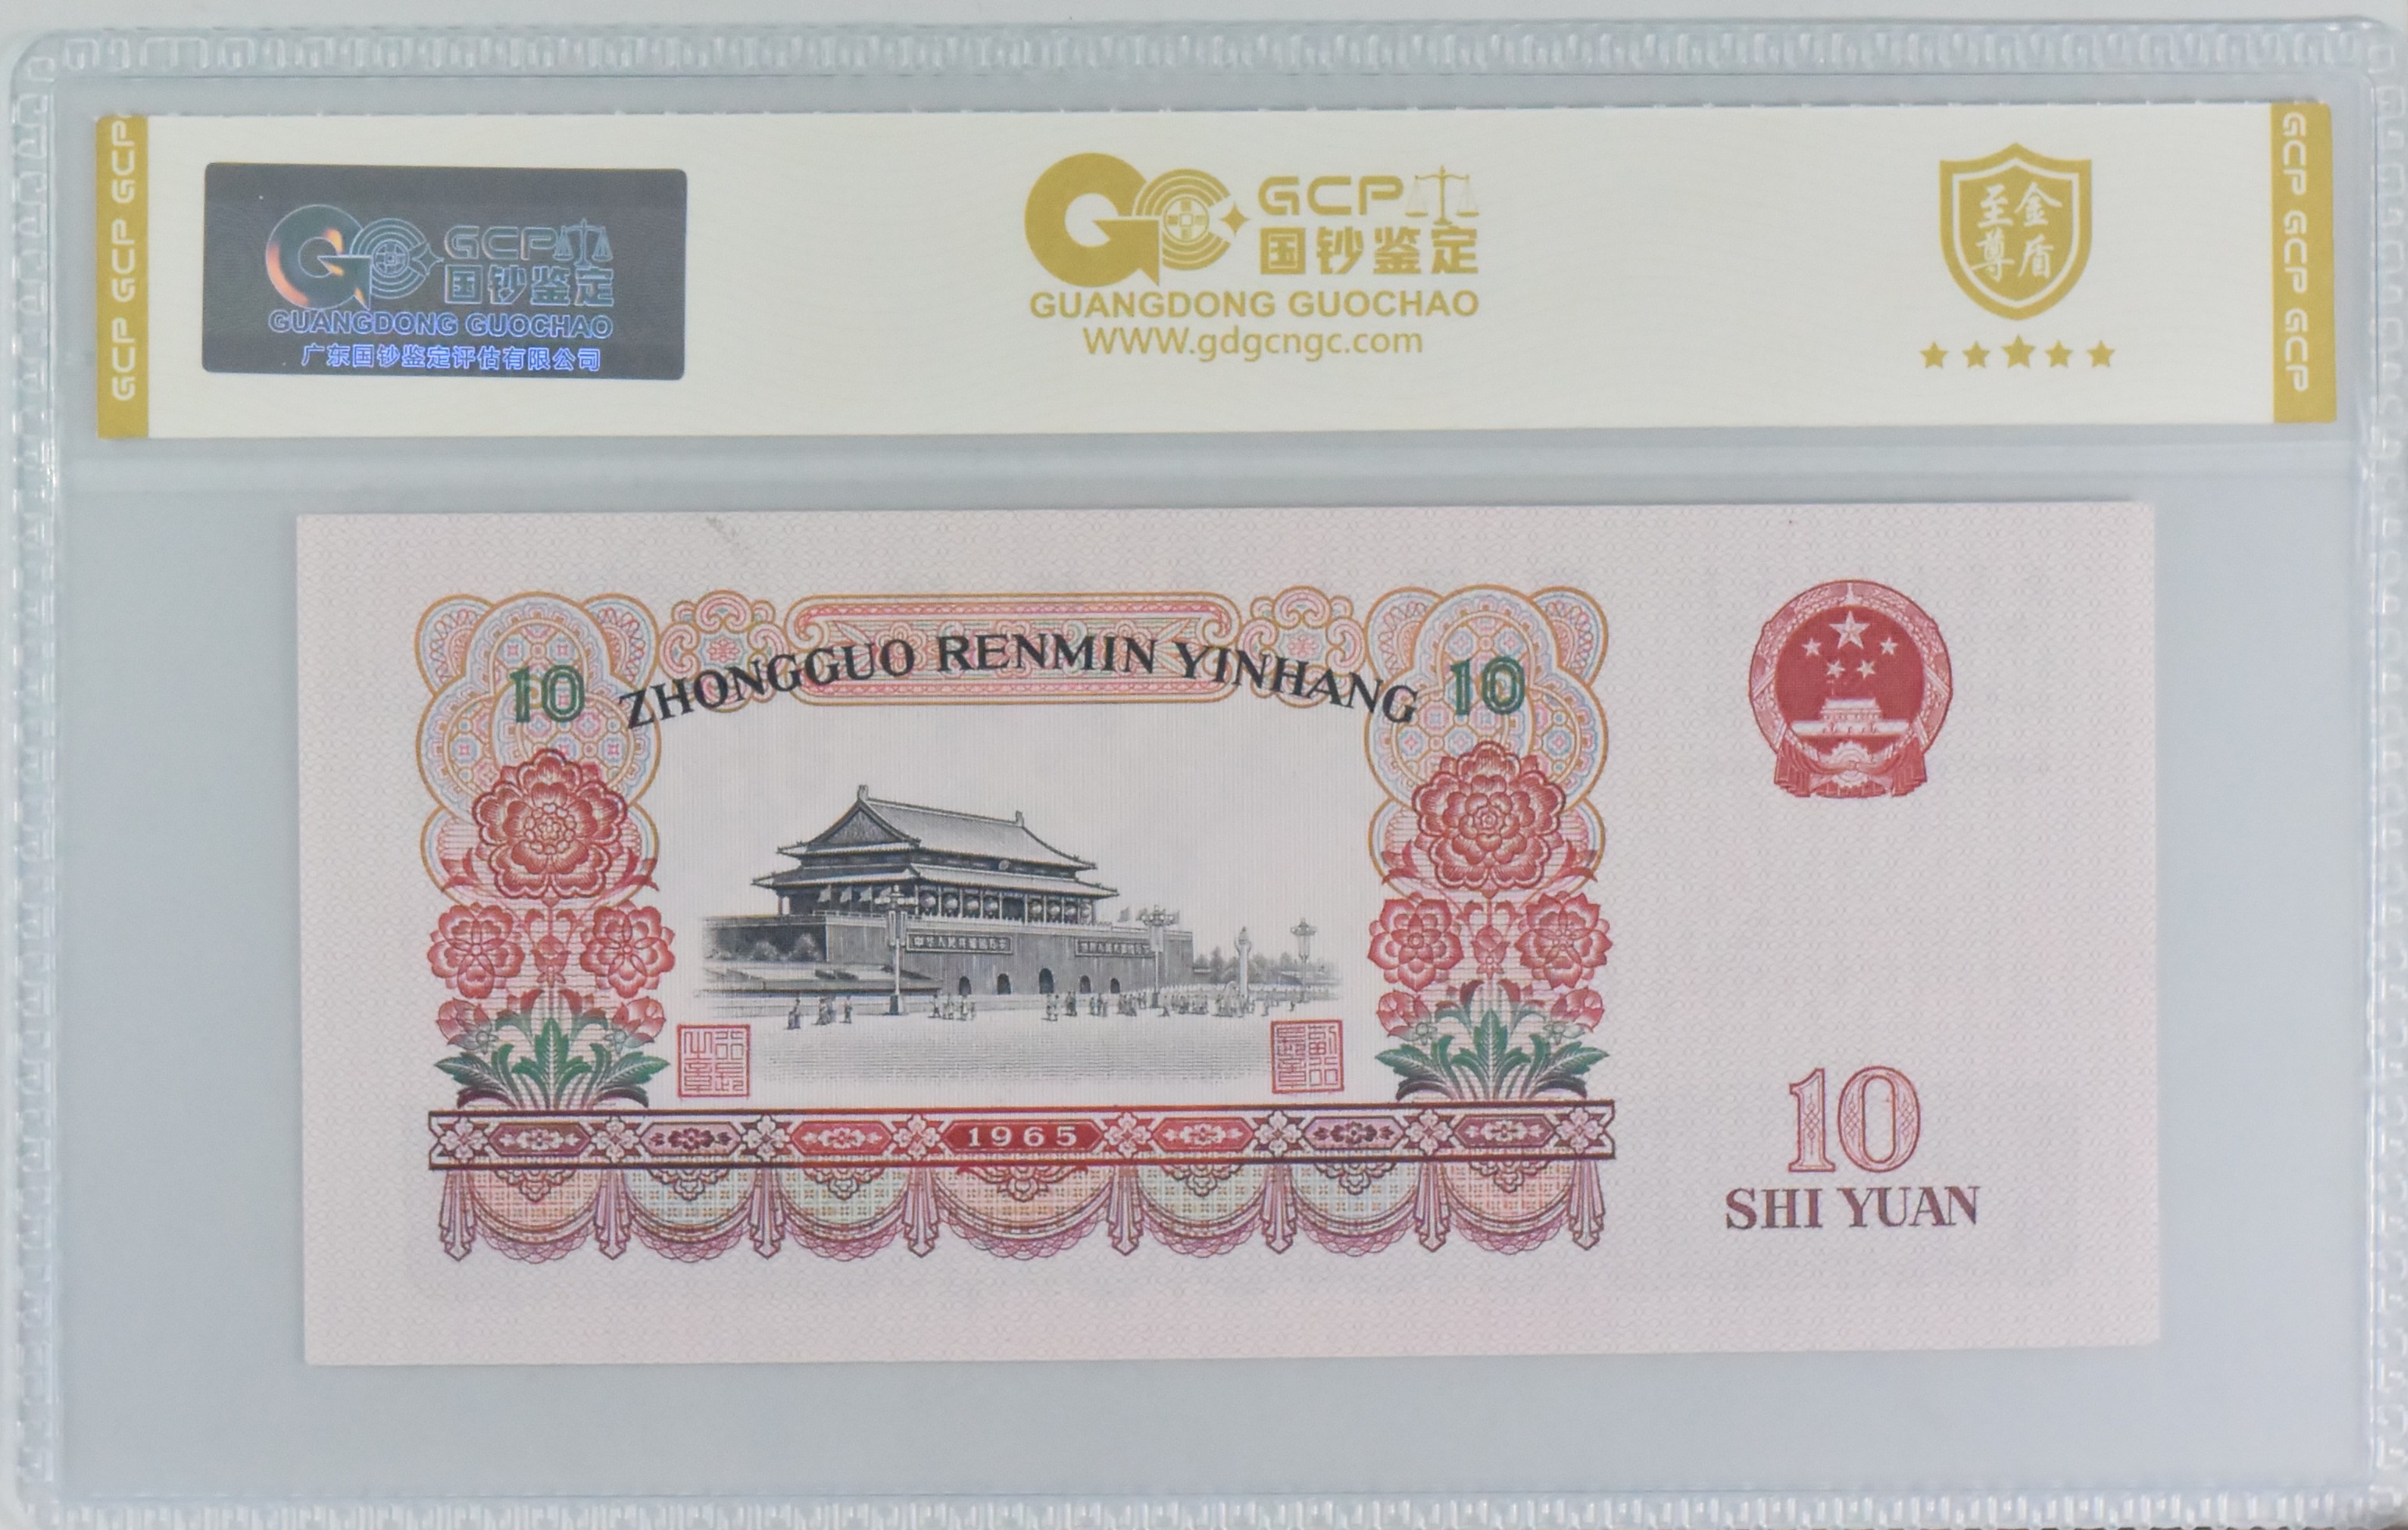 GCP GCP GCP
GCP
国钞鉴定
GUANGDONG GUOCHAO
广东国钞鉴定评估有限公司
GCP
国钞鉴定
GUANGDONG GUOCHAO
WWW.gdgcngc.com
至金
尊盾
GCP GCP GCP
10 ZHONGGUO RENMIN YINHANG 10
1965
10
SHI YUAN